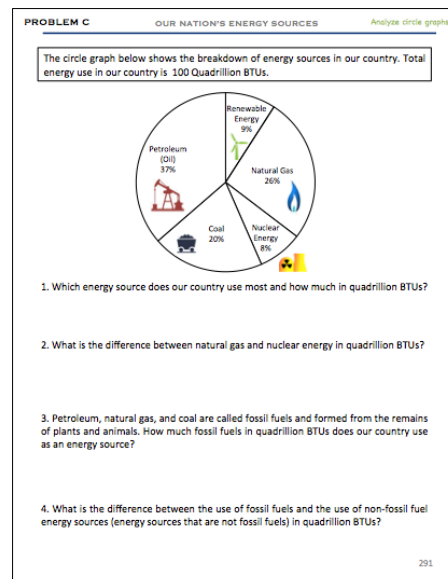 PROBLEM C
OUR NATION'S ENERGY SOURCES
Analyze circle graphs
The circle graph below shows the breakdown of energy sources in our country. Total
energy use in our country is 100 Quadrillion BTUs.
Renewable
Energy
9%
Petroleum
(Oil)
37%
Natural Gas
26%
Coal
20%
Nuclear
Energy
8%
1. Which energy source does our country use most and how much in quadrillion BTUs?
2. What is the difference between natural gas and nuclear energy in quadrillion BTUs?
3. Petroleum, natural gas, and coal are called fossil fuels and formed from the remains
of plants and animals. How much fossil fuels in quadrillion BTUs does our country use
as an energy source?
4. What is the difference between the use of fossil fuels and the use of non-fossil fuel
energy sources (energy sources that are not fossil fuels) in quadrillion BTUs?
291